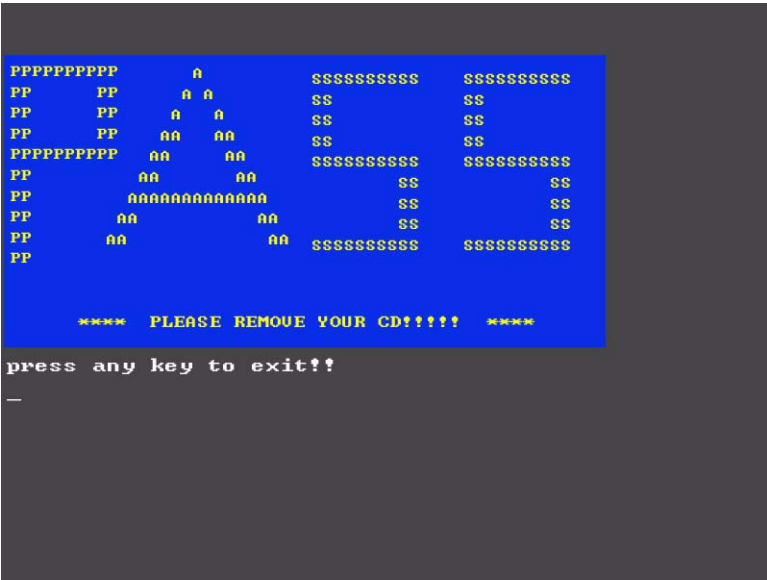 PPPPPPPPPP A SSSSSSSSSS SSSSSSSSSS
PP PP A A SS SS
PP PP A A SS SS
PP PP AA AA SS SS
PPPPPPPPPP AA AA SSSSSSSSSS SSSSSSSSSS
PP AA AA SS SS
PP AAAAAAAAAAAAA SS SS
PP AA AA SS SS
PP AA AA SSSSSSSSSS SSSSSSSSSS
PP
**** PLEASE REMOVE YOUR CD!!!!! ****
press any key to exit!!
_